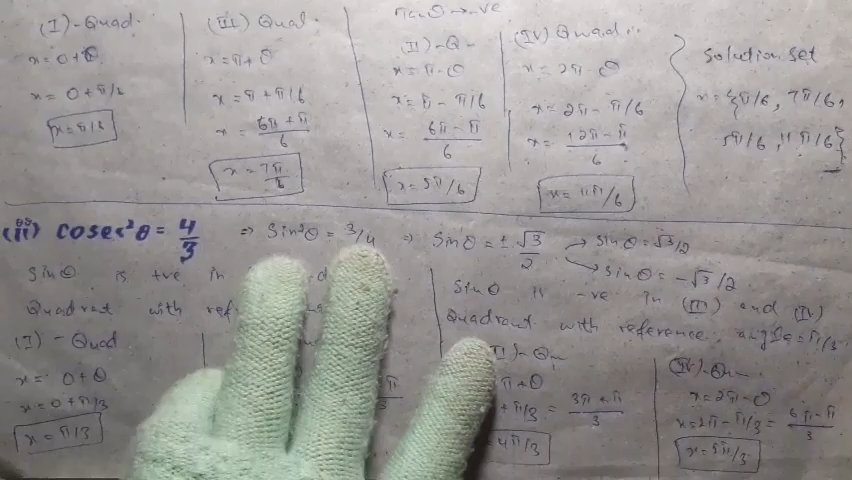 (I)-Quad.
x = 0 + θ
x = 0 + π/2
x = π/3
(III) Quad.
x = π + θ
x = π + π/6
x = 6π + π / 6
x = 7π/6
Tanθ → -ve
(II)-Q-
x = π - θ
x = π - π/6
x = 6π - π / 6
x = 5π/6
(IV) Quad..
x = 2π - θ
x = 2π - π/6
x = 12π - π / 6
x = 11π/6
Solution set
x = {π/6, 7π/6,
5π/6, 11π/6}
(iii) cosec²θ = 4/3 ⇒ Sin²θ = 3/4 ⇒ Sinθ = ± √3/2 → Sinθ = √3/2
→ Sinθ = -√3/2
Sinθ is +ve in
Quadrat with
(I) - Quad
x = 0 + θ
x = 0 + π/3
x = π/3
Sinθ is -ve in (III) and (IV)
Quadrant with reference angle = π/3.
-Q-
π + θ
+ π/3 = 3π + π / 3
= 4π/3
(IV)-Q-
x = 2π - θ
x = 2π - π/3 = 6π - π / 3
x = 5π/3